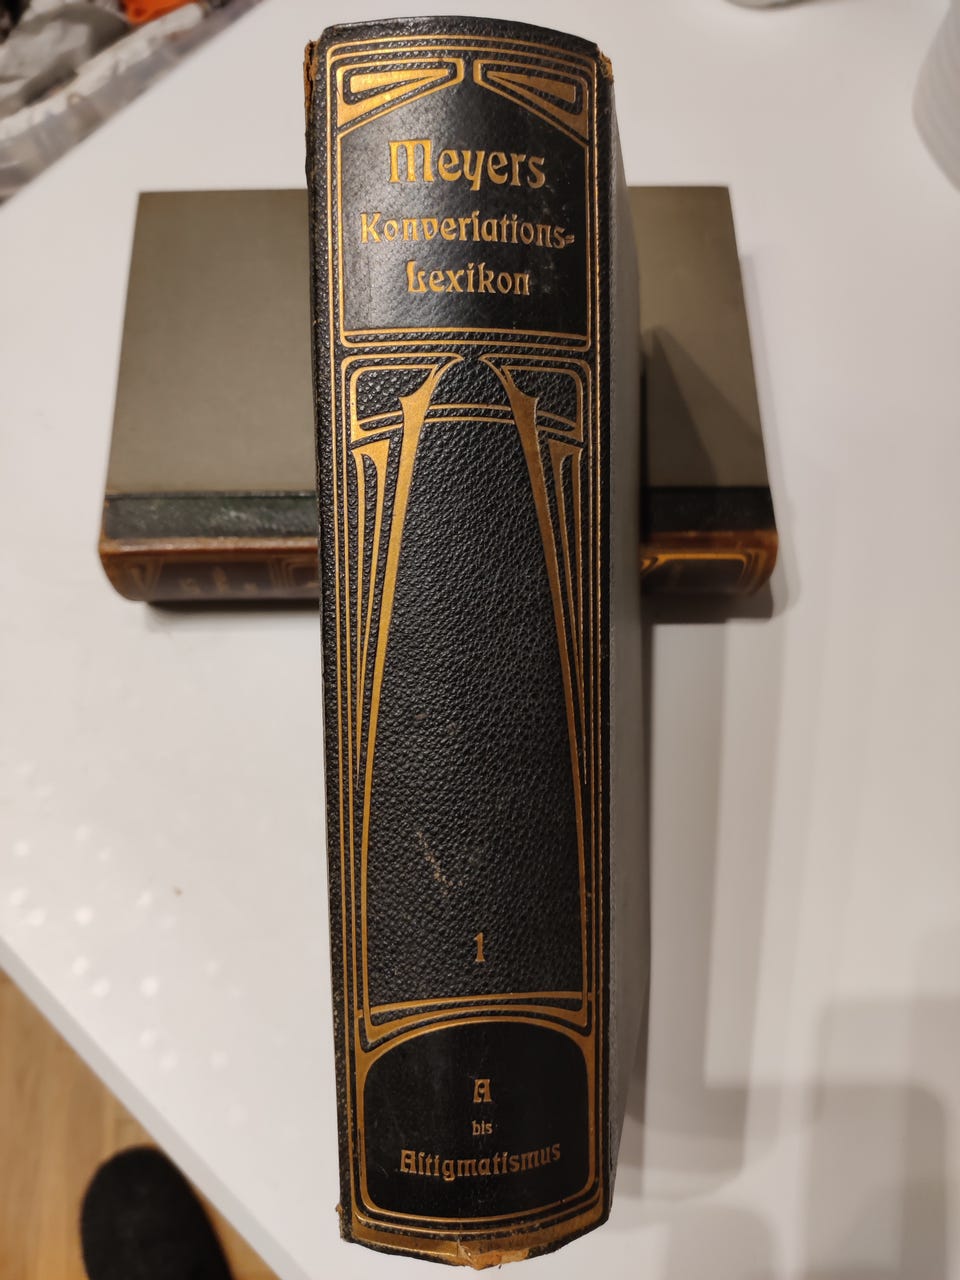 Meyers
Konverſations-
Lexikon
1
A
bis
Aſtigmatismus